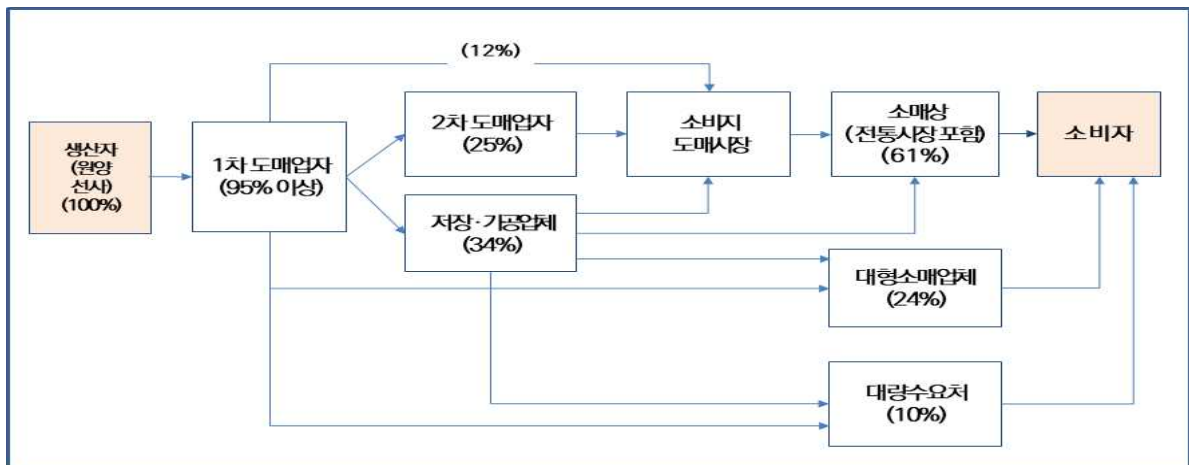 (12%)
생산자
(원양
선사)
(100%)
1차 도매업자
(95% 이상)
2차 도매업자
(25%)
저장·가공업체
(34%)
소비지
도매시장
소매상
(전통시장 포함)
(61%)
소비자
대형소매업체
(24%)
대량수요처
(10%)